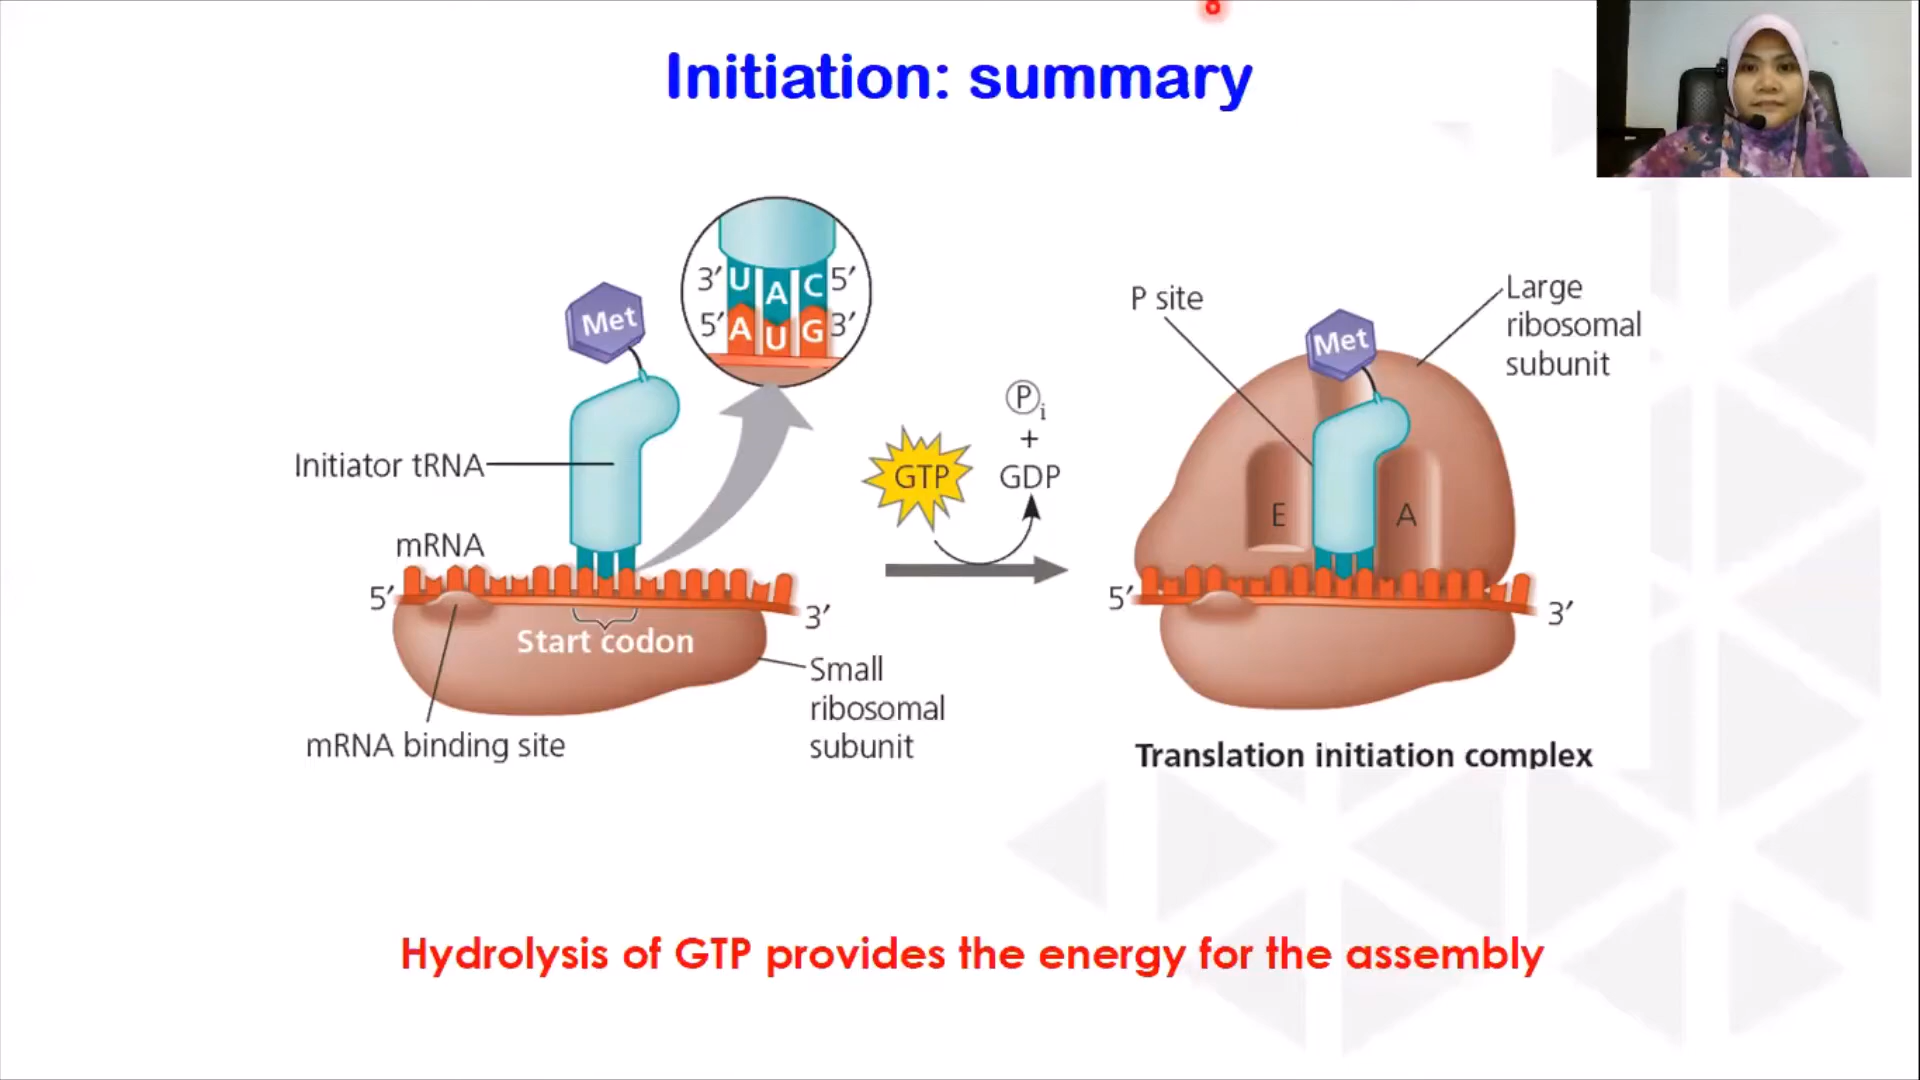 Initiation: summary
3′ U A C 5′
5′ A U G 3′
Met
Initiator tRNA
mRNA
5′
3′
Start codon
mRNA binding site
Small
ribosomal
subunit
GTP
Pi
+
GDP
P site
Met
Large
ribosomal
subunit
E
A
5′
3′
Translation initiation complex
Hydrolysis of GTP provides the energy for the assembly